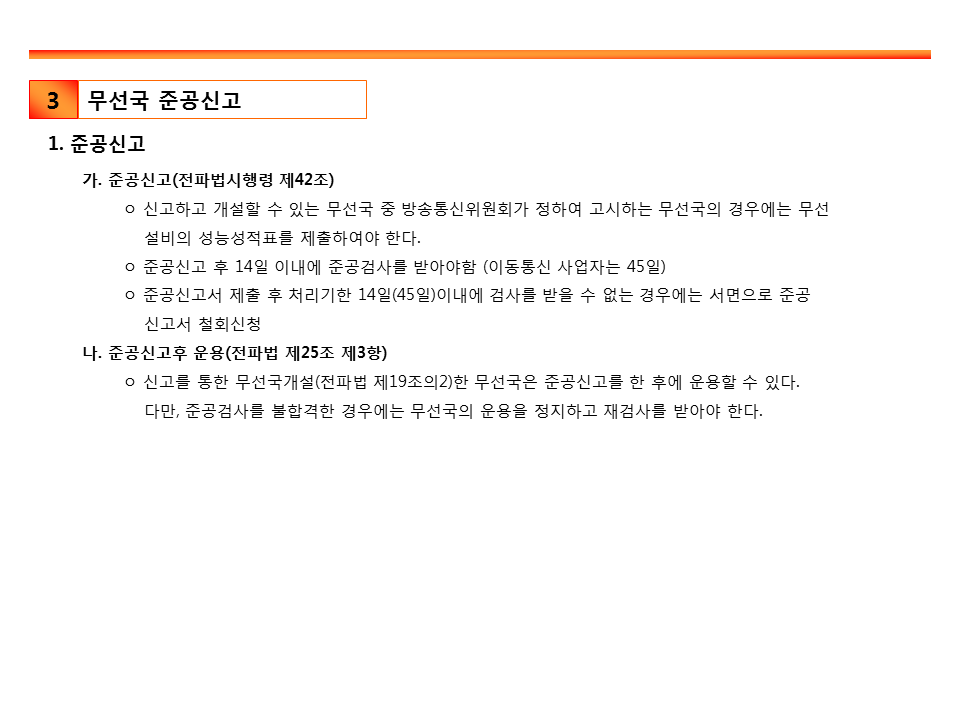 3 무선국 준공신고
1. 준공신고
가. 준공신고(전파법시행령 제42조)
ㅇ 신고하고 개설할 수 있는 무선국 중 방송통신위원회가 정하여 고시하는 무선국의 경우에는 무선
설비의 성능성적표를 제출하여야 한다.
ㅇ 준공신고 후 14일 이내에 준공검사를 받아야함 (이동통신 사업자는 45일)
ㅇ 준공신고서 제출 후 처리기한 14일(45일)이내에 검사를 받을 수 없는 경우에는 서면으로 준공
신고서 철회신청
나. 준공신고후 운용(전파법 제25조 제3항)
ㅇ 신고를 통한 무선국개설(전파법 제19조의2)한 무선국은 준공신고를 한 후에 운용할 수 있다.
다만, 준공검사를 불합격한 경우에는 무선국의 운용을 정지하고 재검사를 받아야 한다.